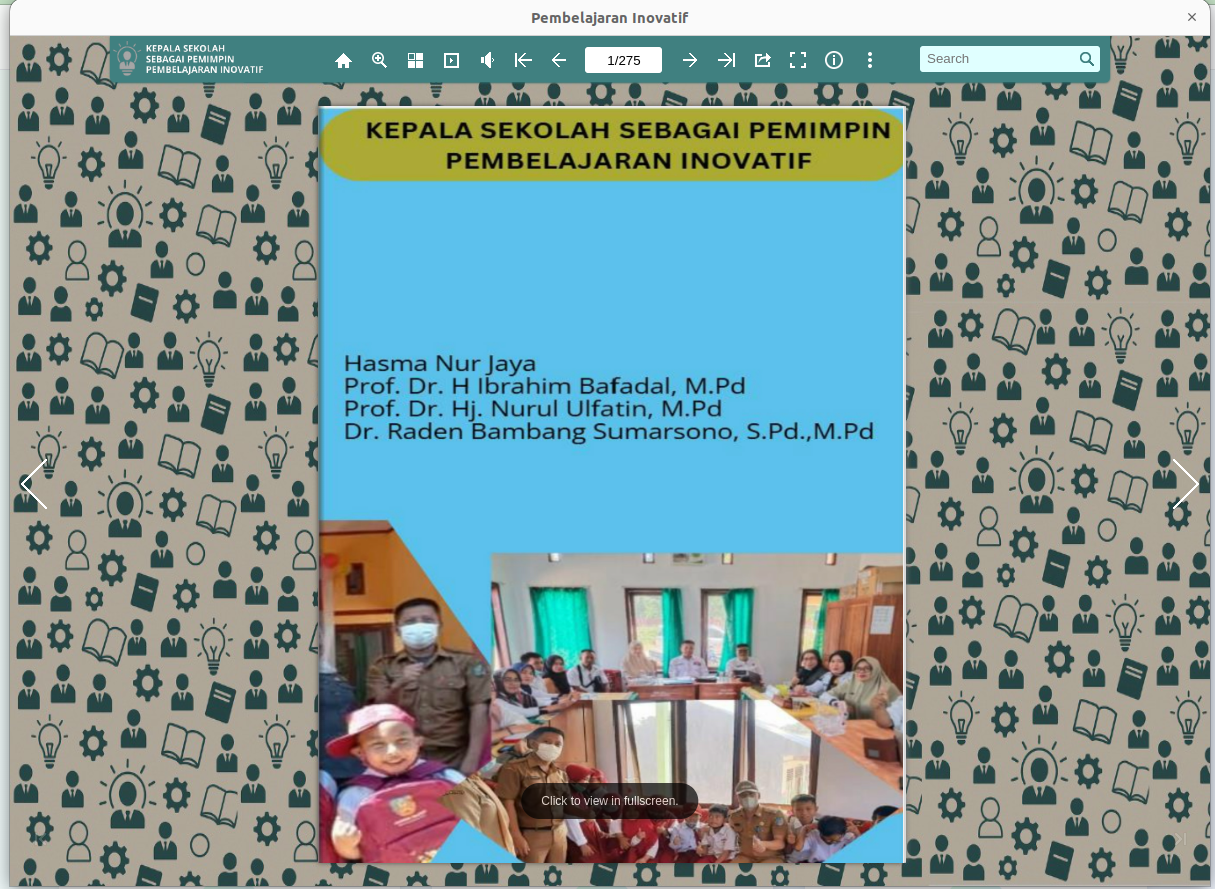 Pembelajaran Inovatif
KEPALA SEKOLAH
SEBAGAI PEMIMPIN
PEMBELAJARAN INOVATIF
1/275
Search
KEPALA SEKOLAH SEBAGAI PEMIMPIN
PEMBELAJARAN INOVATIF
Hasma Nur Jaya
Prof. Dr. H Ibrahim Bafadal, M.Pd
Prof. Dr. Hj. Nurul Ulfatin, M.Pd
Dr. Raden Bambang Sumarsono, S.Pd.,M.Pd
Click to view in fullscreen.